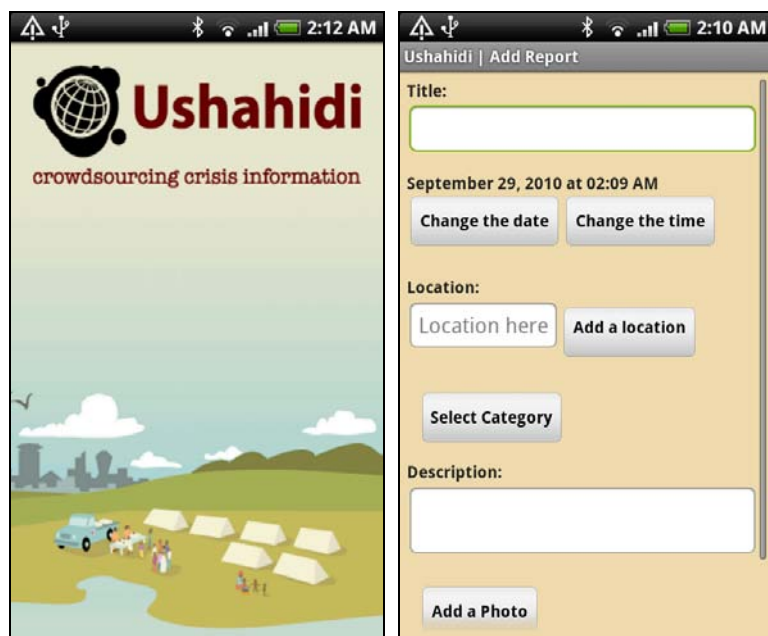 2:12 AM
Ushahidi
crowdsourcing crisis information
2:10 AM
Ushahidi | Add Report
Title:
September 29, 2010 at 02:09 AM
Change the date Change the time
Location:
Location here Add a location
Select Category
Description:
Add a Photo